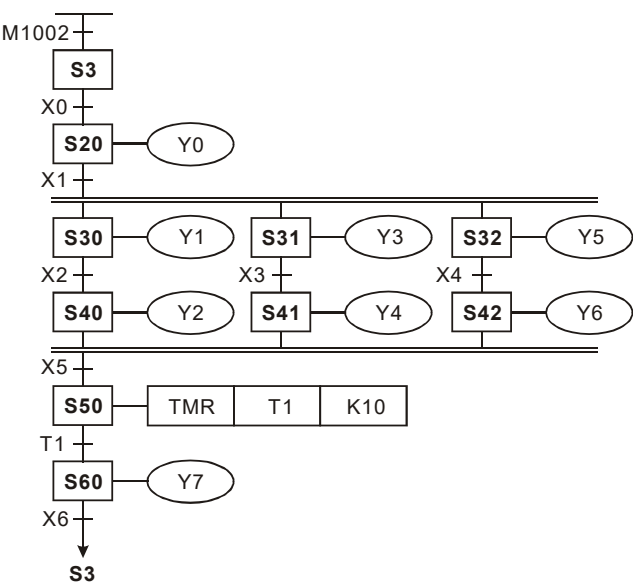 M1002
S3
X0
S20 Y0
X1
S30 Y1 S31 Y3 S32 Y5
X2 X3 X4
S40 Y2 S41 Y4 S42 Y6
X5
S50 TMR T1 K10
T1
S60 Y7
X6
S3